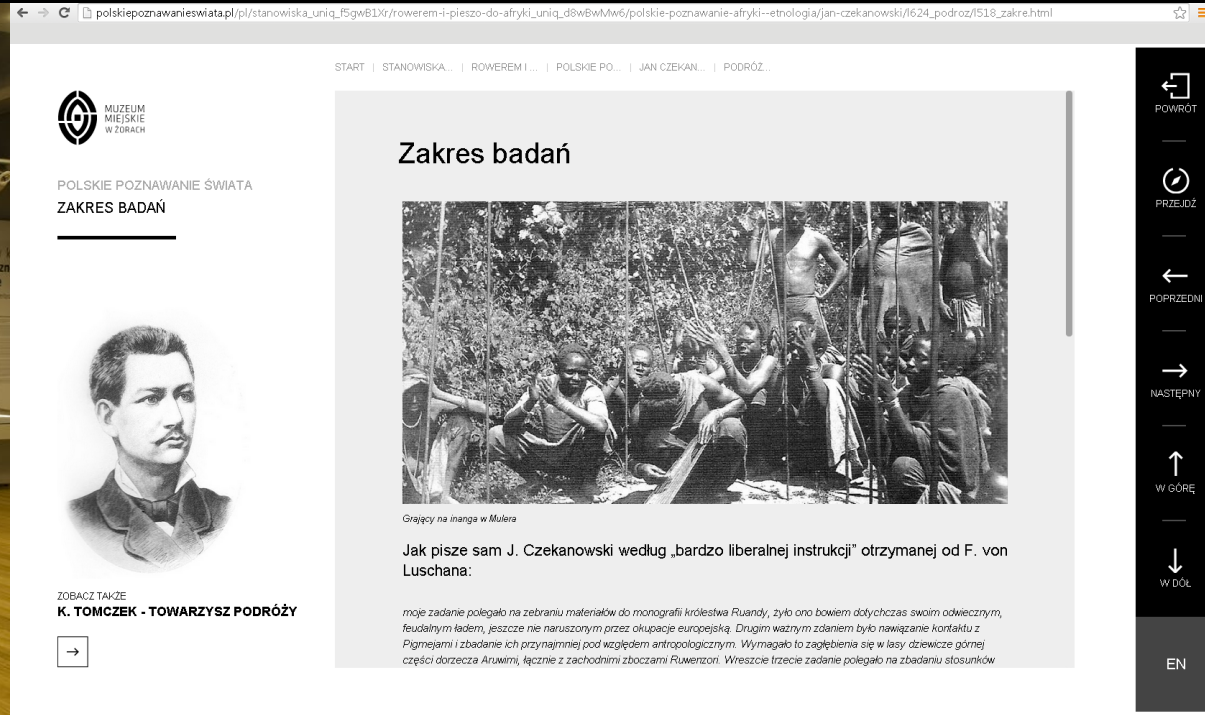 polskiepoznawanieswiata.pl/pl/stanowiska_uniq_f5gwB1Xr/rowerem-i-pieszo-do-afryki_uniq_d8wBwMw6/polskie-poznawanie-afryki--etnologia/jan-czekanowski/l624_podroz/l518_zakre.html
START | STANOWISKA... | ROWEREM I ... | POLSKIE PO... | JAN CZEKAN... | PODRÓŻ...
MUZEUM
MIEJSKIE
W ŻORACH
POLSKIE POZNAWANIE ŚWIATA
ZAKRES BADAŃ
ZOBACZ TAKŻE
K. TOMCZEK - TOWARZYSZ PODRÓŻY
Zakres badań
Grający na inanga w Mulera
Jak pisze sam J. Czekanowski według „bardzo liberalnej instrukcji” otrzymanej od F. von
Luschana:
moje zadanie polegało na zebraniu materiałów do monografii królestwa Ruandy, żyło ono bowiem dotychczas swoim odwiecznym,
feudalnym ładem, jeszcze nie naruszonym przez okupacje europejską. Drugim ważnym zdaniem było nawiązanie kontaktu z
Pigmejami i zbadanie ich przynajmniej pod względem antropologicznym. Wymagało to zagłębienia się w lasy dziewicze górnej
części dorzecza Aruwimi, łącznie z zachodnimi zboczami Ruwenzori. Wreszcie trzecie zadanie polegało na zbadaniu stosunków
POWRÓT
PRZEJDŹ
POPRZEDNI
NASTĘPNY
W GÓRĘ
W DÓŁ
EN